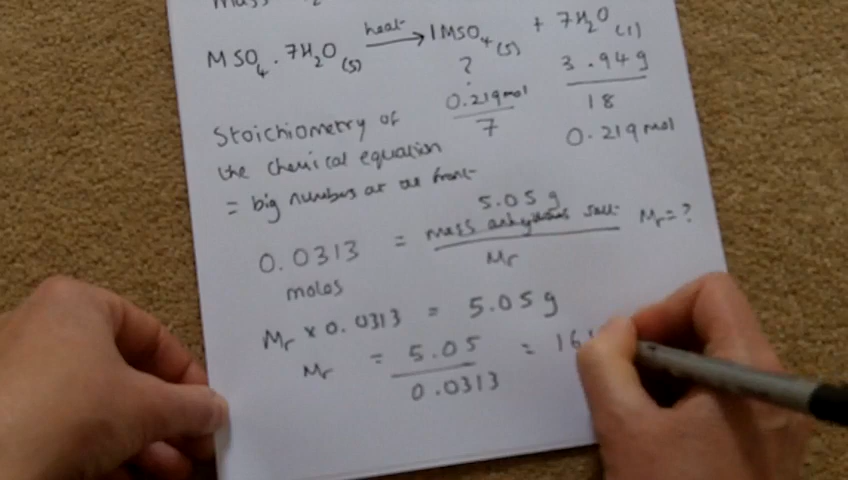 MSO4.7H2O(s) heat → 1MSO4(s) + 7H2O(l)
? 3.94g
0.219mol 18
7 0.219mol
Stoichiometry of
the chemical equation
= big numbers at front
0.0313 = 5.05g
moles mass anhydrous salt Mr=?
Mr
Mr x 0.0313 = 5.05g
Mr = 5.05 = 16
0.0313